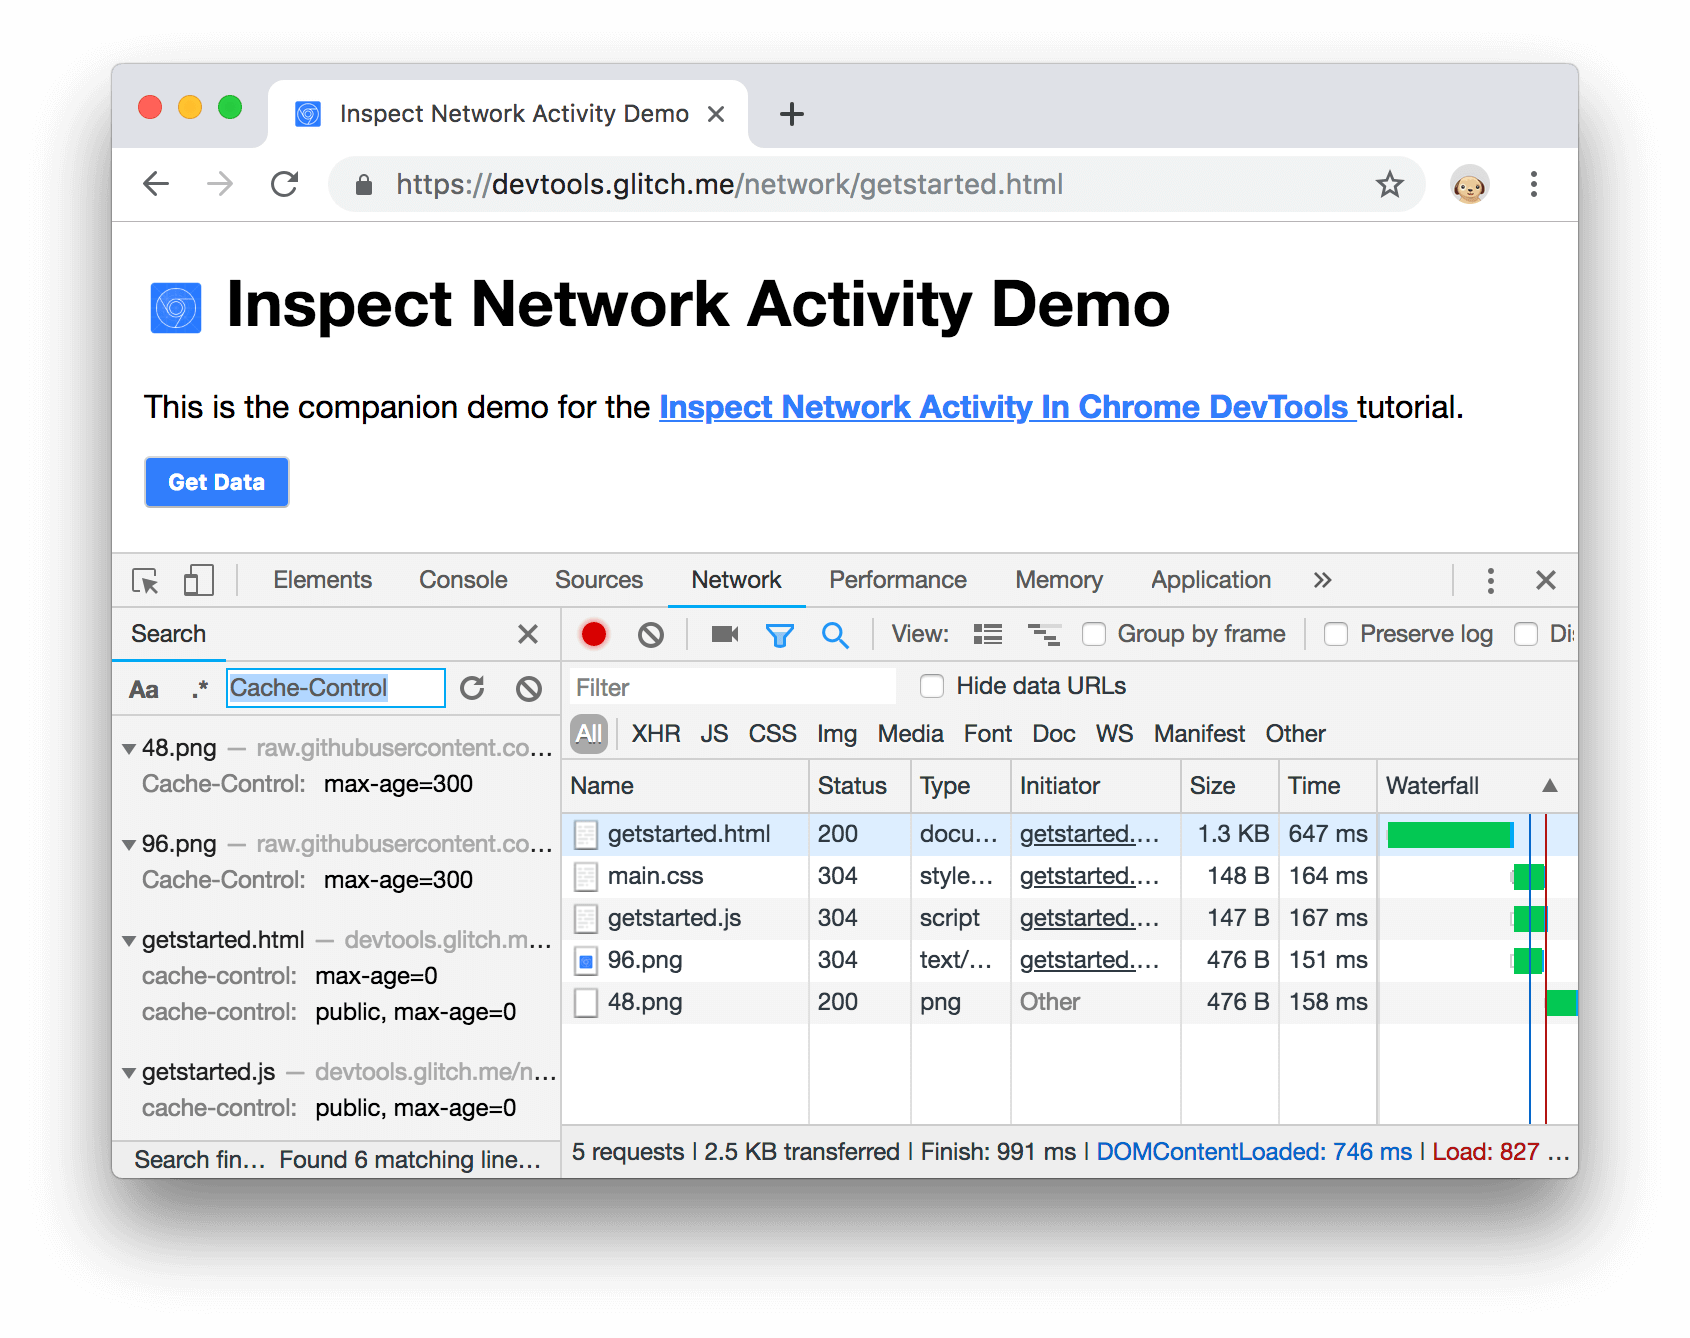 Inspect Network Activity Demo
https://devtools.glitch.me/network/getstarted.html
Inspect Network Activity Demo
This is the companion demo for the Inspect Network Activity In Chrome DevTools tutorial.
Get Data
Elements Console Sources Network Performance Memory Application
Search
View: Group by frame Preserve log Di
Aa .* Cache-Control
Filter Hide data URLs
All XHR JS CSS Img Media Font Doc WS Manifest Other
48.png — raw.githubusercontent.co…
Cache-Control: max-age=300
96.png — raw.githubusercontent.co…
Cache-Control: max-age=300
getstarted.html — devtools.glitch.m…
cache-control: max-age=0
cache-control: public, max-age=0
getstarted.js — devtools.glitch.me/n…
cache-control: public, max-age=0
Search fin… Found 6 matching line…
Name Status Type Initiator Size Time Waterfall
getstarted.html 200 docu… getstarted.… 1.3 KB 647 ms
main.css 304 style… getstarted.… 148 B 164 ms
getstarted.js 304 script getstarted.… 147 B 167 ms
96.png 304 text/… getstarted.… 476 B 151 ms
48.png 200 png Other 476 B 158 ms
5 requests | 2.5 KB transferred | Finish: 991 ms | DOMContentLoaded: 746 ms | Load: 827 …